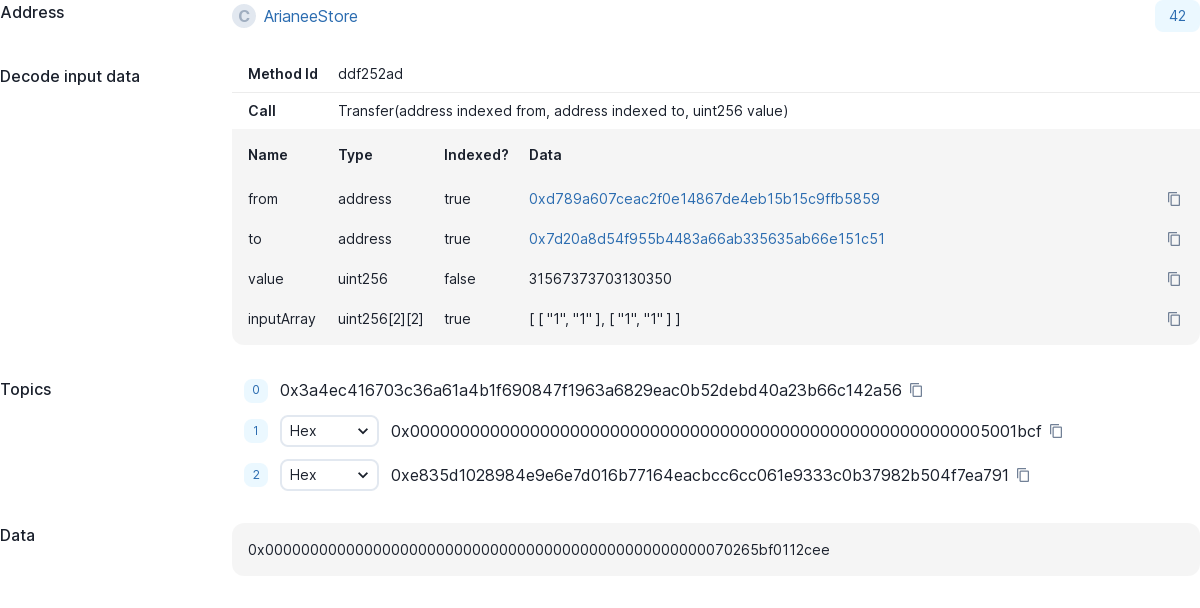 Address C ArianeeStore 42
Decode input data
Method Id ddf252ad
Call Transfer(address indexed from, address indexed to, uint256 value)
Name Type Indexed? Data
from address true 0xd789a607ceac2f0e14867de4eb15b15c9ffb5859
to address true 0x7d20a8d54f955b4483a66ab335635ab66e151c51
value uint256 false 31567373703130350
inputArray uint256[2][2] true [ [ "1", "1" ], [ "1", "1" ] ]
Topics
0 0x3a4ec416703c36a61a4b1f690847f1963a6829eac0b52debd40a23b66c142a56
1 Hex 0x0000000000000000000000000000000000000000000000000000000005001bcf
2 Hex 0xe835d1028984e9e6e7d016b77164eacbcc6cc061e9333c0b37982b504f7ea791
Data
0x0000000000000000000000000000000000000000000000000070265bf0112cee